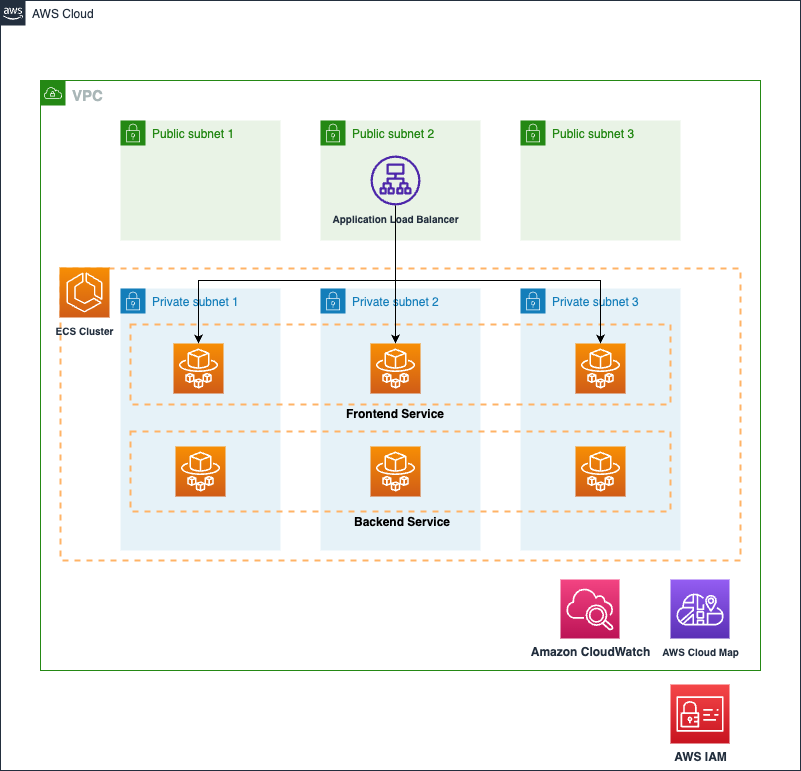 aws
AWS Cloud
VPC
Public subnet 1
Public subnet 2
Public subnet 3
Application Load Balancer
ECS Cluster
Private subnet 1
Private subnet 2
Private subnet 3
Frontend Service
Backend Service
Amazon CloudWatch
AWS Cloud Map
AWS IAM